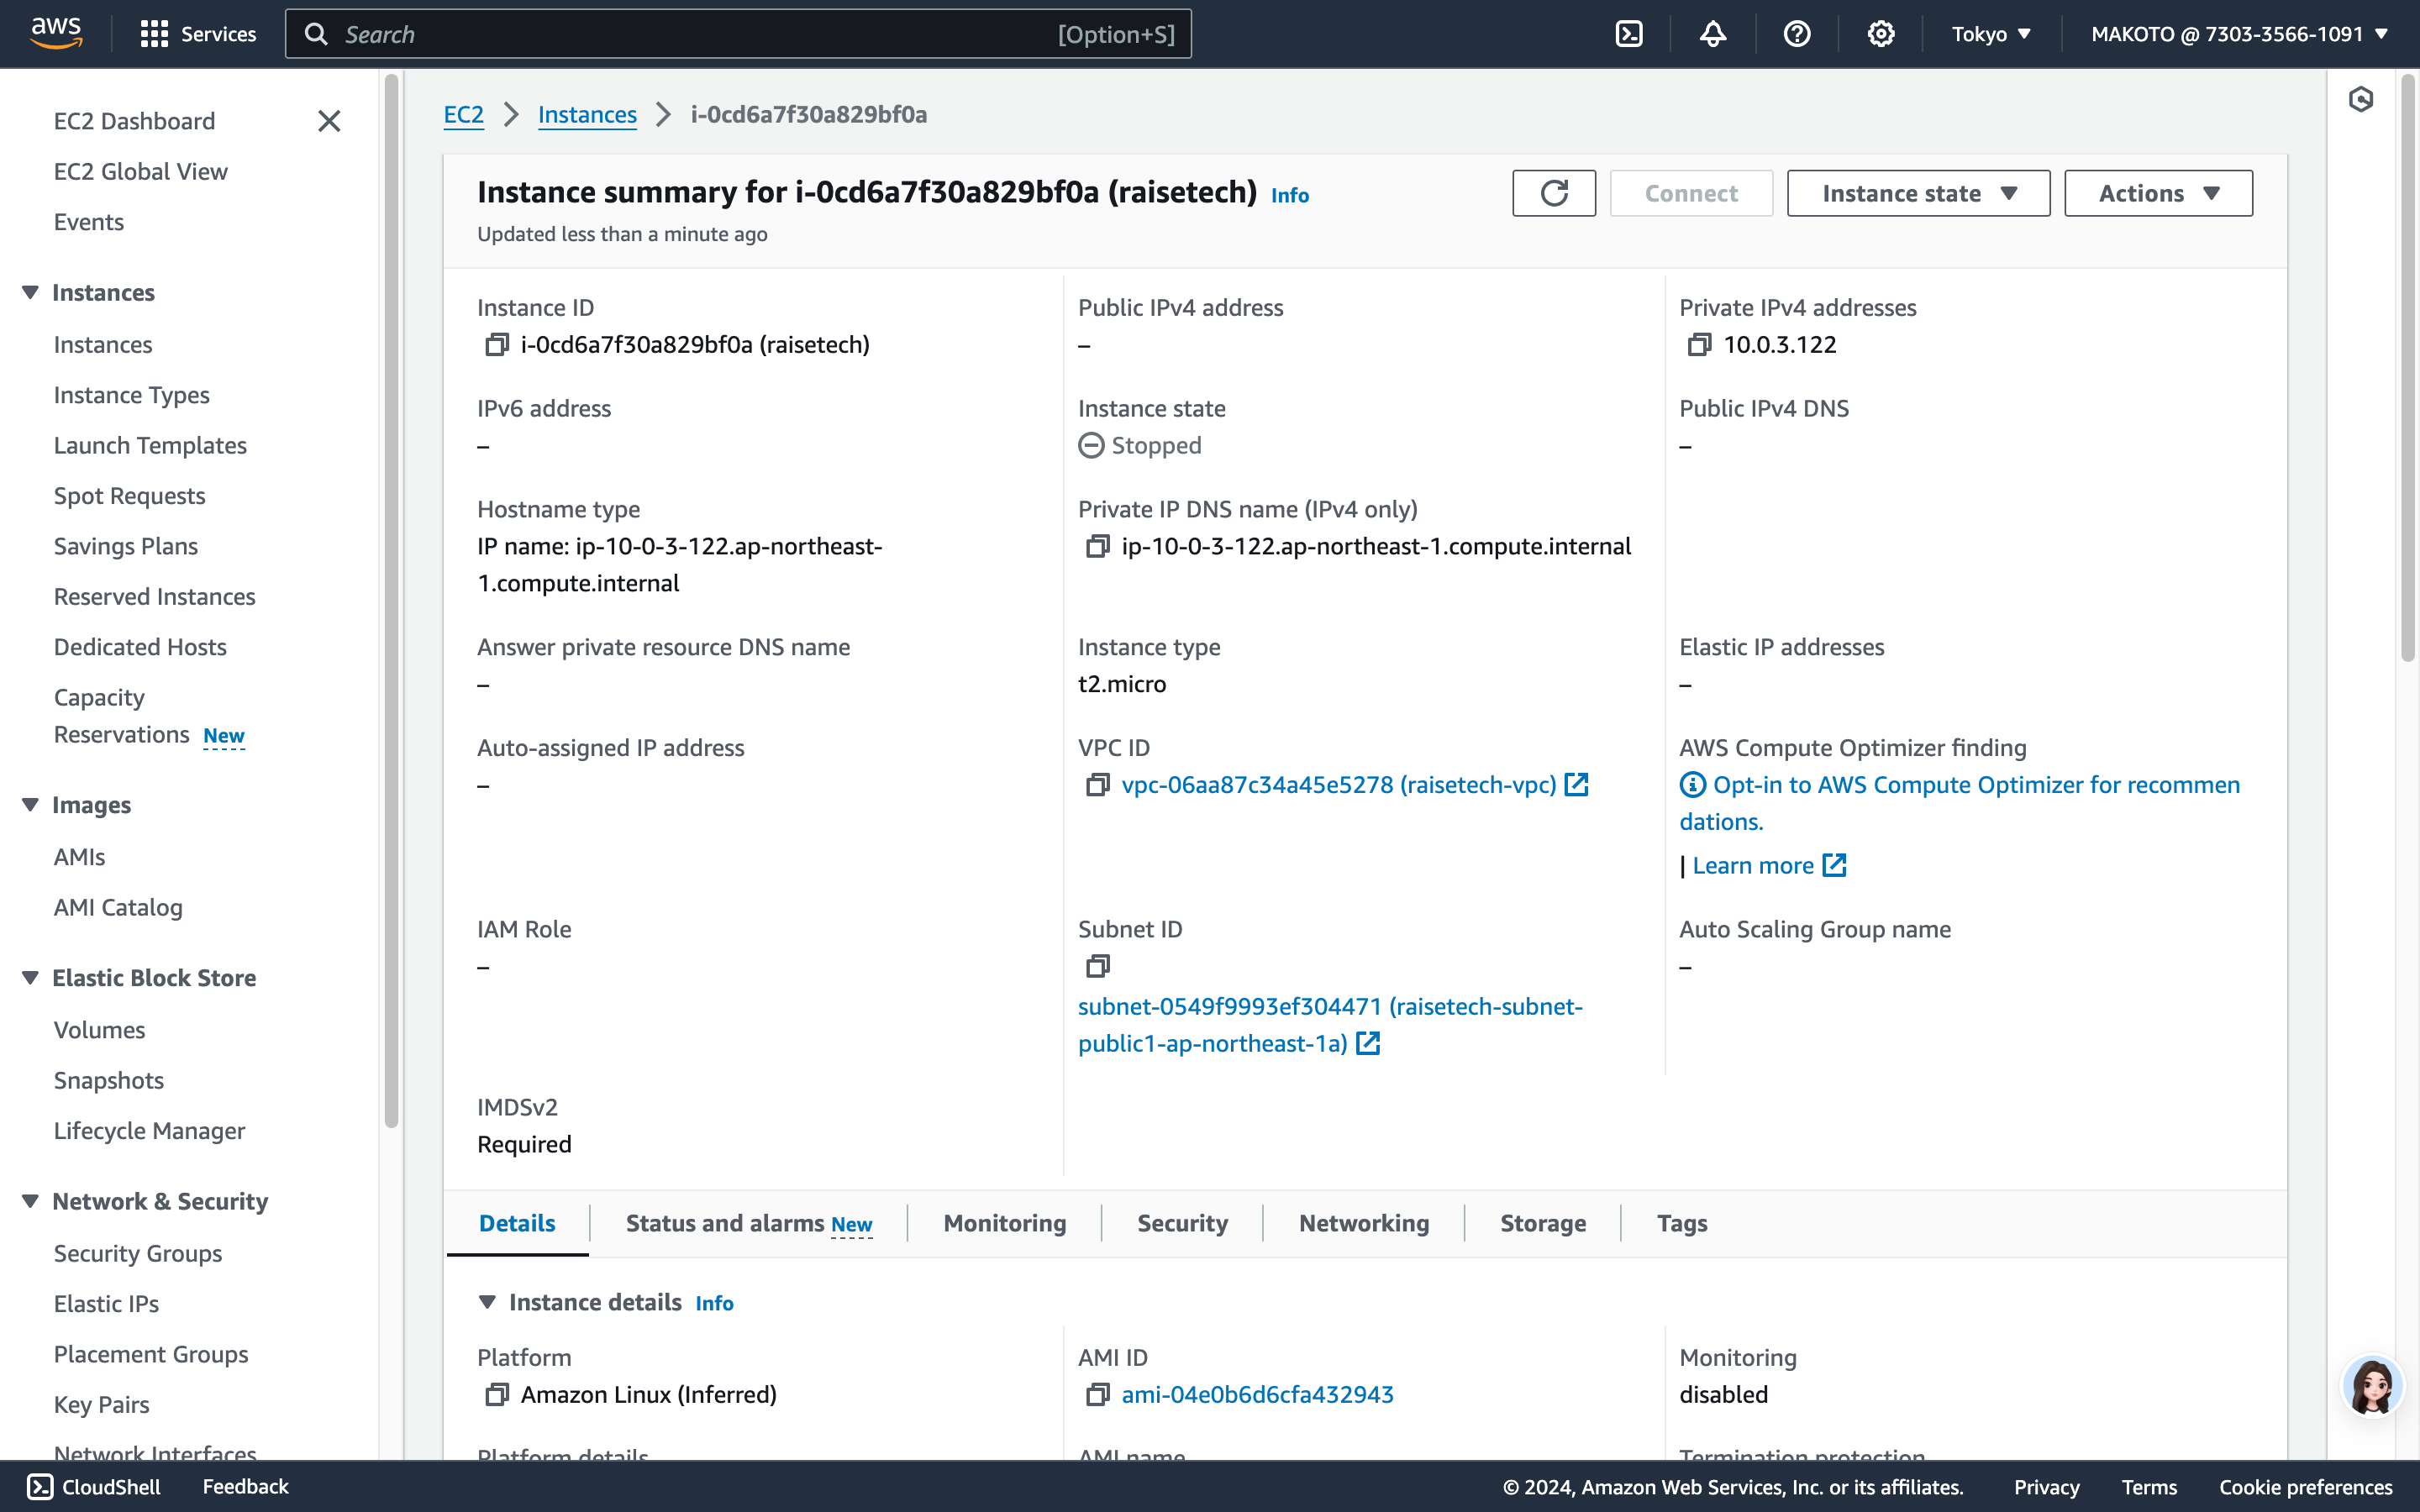 aws
Services
Search
[Option+S]
Tokyo
MAKOTO @ 7303-3566-1091
EC2 Dashboard
EC2 Global View
Events
Instances
Instances
Instance Types
Launch Templates
Spot Requests
Savings Plans
Reserved Instances
Dedicated Hosts
Capacity
Reservations New
Images
AMIs
AMI Catalog
Elastic Block Store
Volumes
Snapshots
Lifecycle Manager
Network & Security
Security Groups
Elastic IPs
Placement Groups
Key Pairs
Network Interfaces
EC2
Instances
i-0cd6a7f30a829bf0a
Instance summary for i-0cd6a7f30a829bf0a (raisetech) Info
Updated less than a minute ago
Connect
Instance state
Actions
Instance ID
i-0cd6a7f30a829bf0a (raisetech)
Public IPv4 address
–
Private IPv4 addresses
10.0.3.122
IPv6 address
–
Instance state
Stopped
Public IPv4 DNS
–
Hostname type
IP name: ip-10-0-3-122.ap-northeast-
1.compute.internal
Private IP DNS name (IPv4 only)
ip-10-0-3-122.ap-northeast-1.compute.internal
Answer private resource DNS name
–
Instance type
t2.micro
Elastic IP addresses
–
Auto-assigned IP address
–
VPC ID
vpc-06aa87c34a45e5278 (raisetech-vpc)
AWS Compute Optimizer finding
Opt-in to AWS Compute Optimizer for recommen
dations.
| Learn more
IAM Role
–
Subnet ID
subnet-0549f9993ef304471 (raisetech-subnet-
public1-ap-northeast-1a)
Auto Scaling Group name
–
IMDSv2
Required
Details
Status and alarms New
Monitoring
Security
Networking
Storage
Tags
Instance details Info
Platform
Amazon Linux (Inferred)
AMI ID
ami-04e0b6d6cfa432943
Monitoring
disabled
Platform details
AMI name
Termination protection
CloudShell
Feedback
© 2024, Amazon Web Services, Inc. or its affiliates.
Privacy
Terms
Cookie preferences